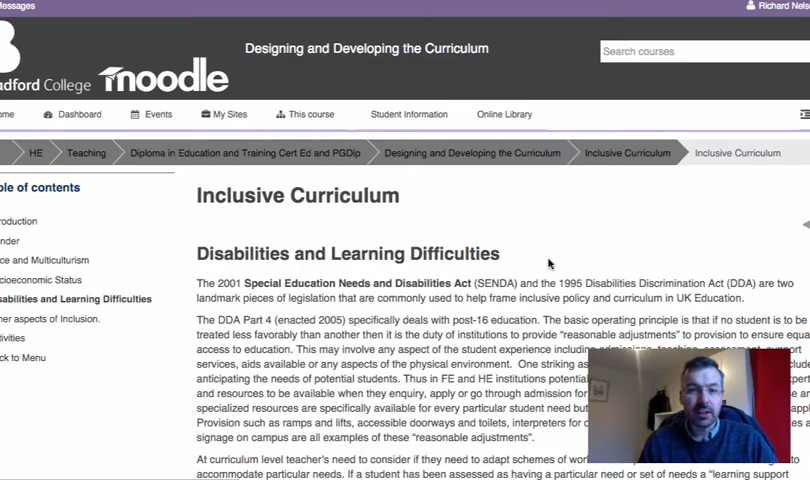 Messages
Richard Nels
Designing and Developing the Curriculum
Search courses
B
adford College moodle
ome Dashboard Events My Sites This course Student Information Online Library
HE Teaching Diploma in Education and Training Cert Ed and PGDip Designing and Developing the Curriculum Inclusive Curriculum Inclusive Curriculum
ble of contents
Inclusive Curriculum
roduction
nder
ce and Multiculturism
cioeconomic Status
sabilities and Learning Difficulties
her aspects of Inclusion.
tivities
ck to Menu
Disabilities and Learning Difficulties
The 2001 Special Education Needs and Disabilities Act (SENDA) and the 1995 Disabilities Discrimination Act (DDA) are two
landmark pieces of legislation that are commonly used to help frame inclusive policy and curriculum in UK Education.
The DDA Part 4 (enacted 2005) specifically deals with post-16 education. The basic operating principle is that if no student is to be
treated less favorably than another then it is the duty of institutions to provide “reasonable adjustments” to provision to ensure equa
access to education. This may involve any aspect of the student experience including admissions, teaching, assessment, support
services, aids available or any aspects of the physical environment. One striking as include
anticipating the needs of potential students. Thus in FE and HE institutions potential expert
and resources to be available when they enquire, apply or go through admission for se and
specialized resources are specifically available for every particular student need but appl
Provision such as ramps and lifts, accessible doorways and toilets, interpreters for s and
signage on campus are all examples of these “reasonable adjustments”.
At curriculum level teacher's need to consider if they need to adapt schemes of work to
accommodate particular needs. If a student has been assessed as having a particular need or set of needs a “learning support